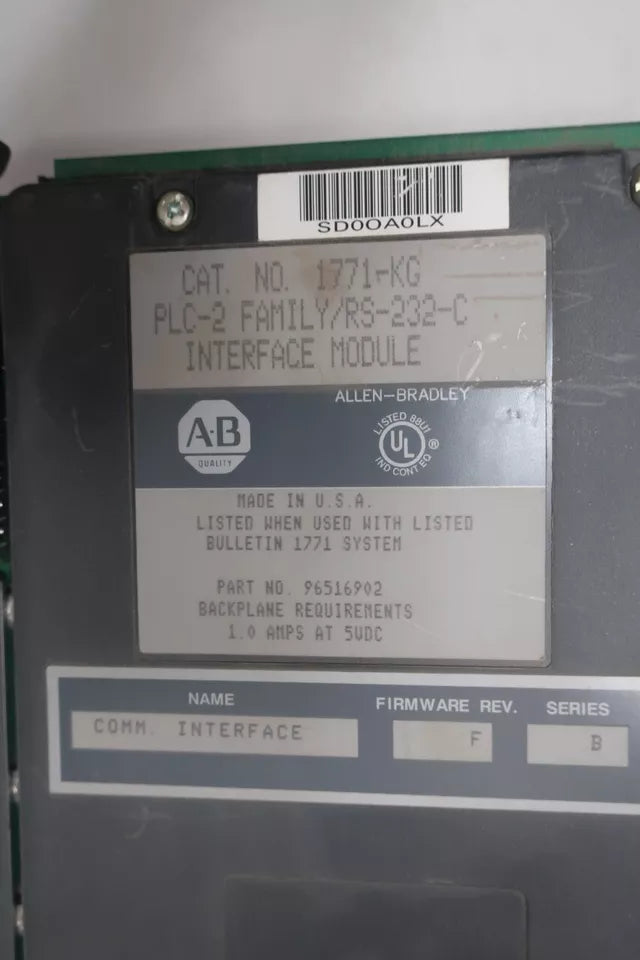 SD00A0LX
CAT. NO. 1771-KG
PLC-2 FAMILY/RS-232-C
INTERFACE MODULE
ALLEN-BRADLEY
A-B
QUALITY
LISTED 88U1
UL ®
IND CONT EQ
MADE IN U.S.A.
LISTED WHEN USED WITH LISTED
BULLETIN 1771 SYSTEM
PART NO. 96516902
BACKPLANE REQUIREMENTS
1.0 AMPS AT 5VDC
NAME FIRMWARE REV. SERIES
COMM. INTERFACE F B